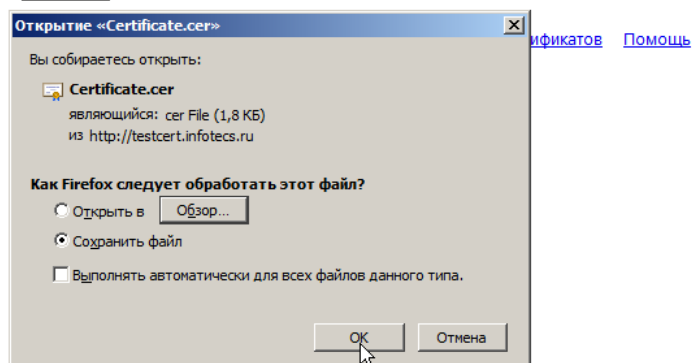 Открытие «Certificate.cer»
ификатов Помощь
Вы собираетесь открыть:
Certificate.cer
являющийся: cer File (1,8 КБ)
из http://testcert.infotecs.ru
Как Firefox следует обработать этот файл?
Открыть в Обзор...
Сохранить файл
Выполнять автоматически для всех файлов данного типа.
OK Отмена